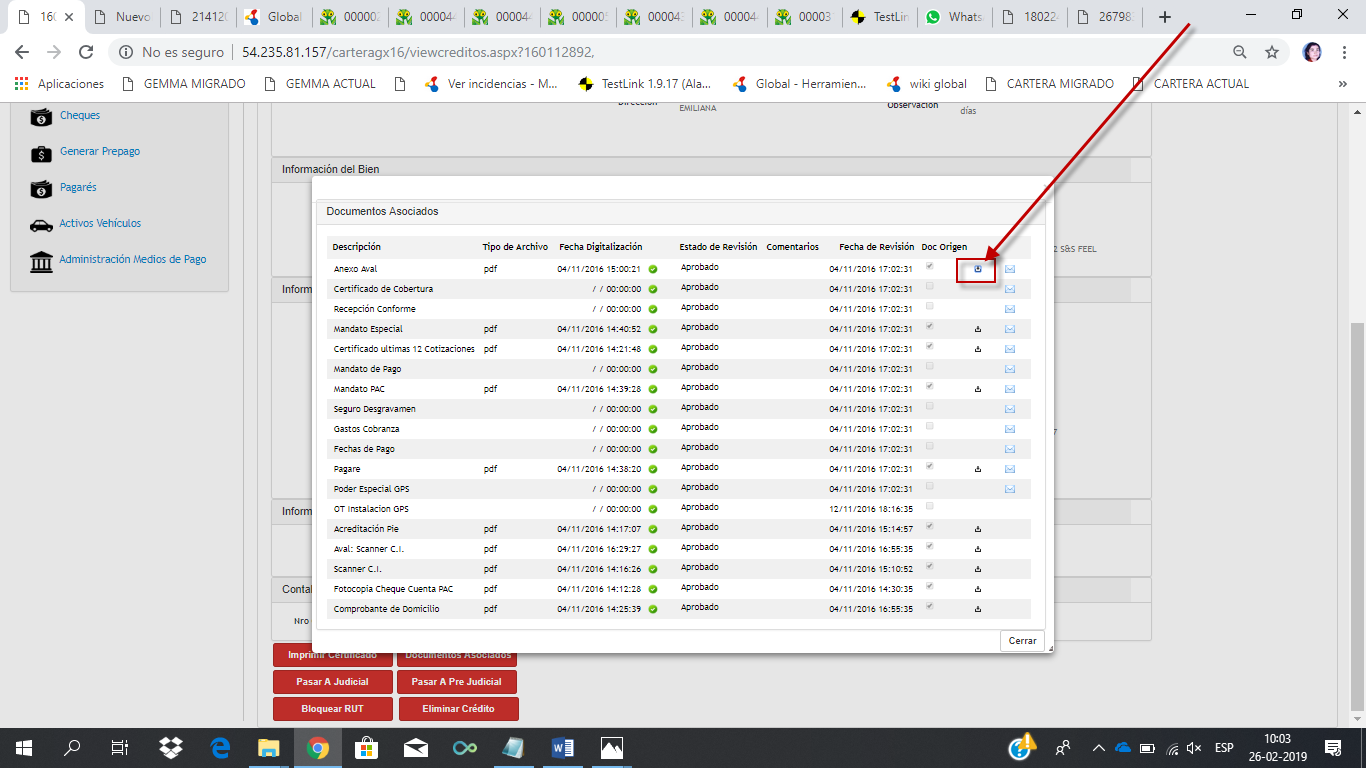 160
Nuevo
21412
Global
00000
00004
00004
00005
00004
00004
00003
TestLin
Whats
18022
26798
No es seguro | 54.235.81.157/carteragx16/viewcreditos.aspx?160112892,
Aplicaciones GEMMA MIGRADO GEMMA ACTUAL Ver incidencias - M... TestLink 1.9.17 (Ala... Global - Herramien... wiki global CARTERA MIGRADO CARTERA ACTUAL »
Cheques
Generar Prepago
Pagarés
Activos Vehículos
Administración Medios de Pago
Dirección EMILIANA Observación días
Información del Bien
2 S&S FEEL
Inform
Inform
Contal
Nro
Documentos Asociados
Descripción Tipo de Archivo Fecha Digitalización Estado de Revisión Comentarios Fecha de Revisión Doc Origen
Anexo Aval pdf 04/11/2016 15:00:21 Aprobado 04/11/2016 17:02:31
Certificado de Cobertura / / 00:00:00 Aprobado 04/11/2016 17:02:31
Recepción Conforme / / 00:00:00 Aprobado 04/11/2016 17:02:31
Mandato Especial pdf 04/11/2016 14:40:52 Aprobado 04/11/2016 17:02:31
Certificado ultimas 12 Cotizaciones pdf 04/11/2016 14:21:48 Aprobado 04/11/2016 17:02:31
Mandato de Pago / / 00:00:00 Aprobado 04/11/2016 17:02:31
Mandato PAC pdf 04/11/2016 14:39:28 Aprobado 04/11/2016 17:02:31
Seguro Desgravamen / / 00:00:00 Aprobado 04/11/2016 17:02:31
Gastos Cobranza / / 00:00:00 Aprobado 04/11/2016 17:02:31
Fechas de Pago / / 00:00:00 Aprobado 04/11/2016 17:02:31
Pagare pdf 04/11/2016 14:38:20 Aprobado 04/11/2016 17:02:31
Poder Especial GPS / / 00:00:00 Aprobado 04/11/2016 17:02:31
OT Instalacion GPS / / 00:00:00 Aprobado 12/11/2016 18:16:35
Acreditación Pie pdf 04/11/2016 14:17:07 Aprobado 04/11/2016 15:14:57
Aval: Scanner C.I. pdf 04/11/2016 16:29:27 Aprobado 04/11/2016 16:55:35
Scanner C.I. pdf 04/11/2016 14:16:26 Aprobado 04/11/2016 15:10:52
Fotocopia Cheque Cuenta PAC pdf 04/11/2016 14:12:28 Aprobado 04/11/2016 14:30:35
Comprobante de Domicilio pdf 04/11/2016 14:25:39 Aprobado 04/11/2016 16:55:35
Cerrar
Imprimir Certificado Documentos Asociados
Pasar A Judicial Pasar A Pre Judicial
Bloquear RUT Eliminar Crédito
ESP
10:03
26-02-2019